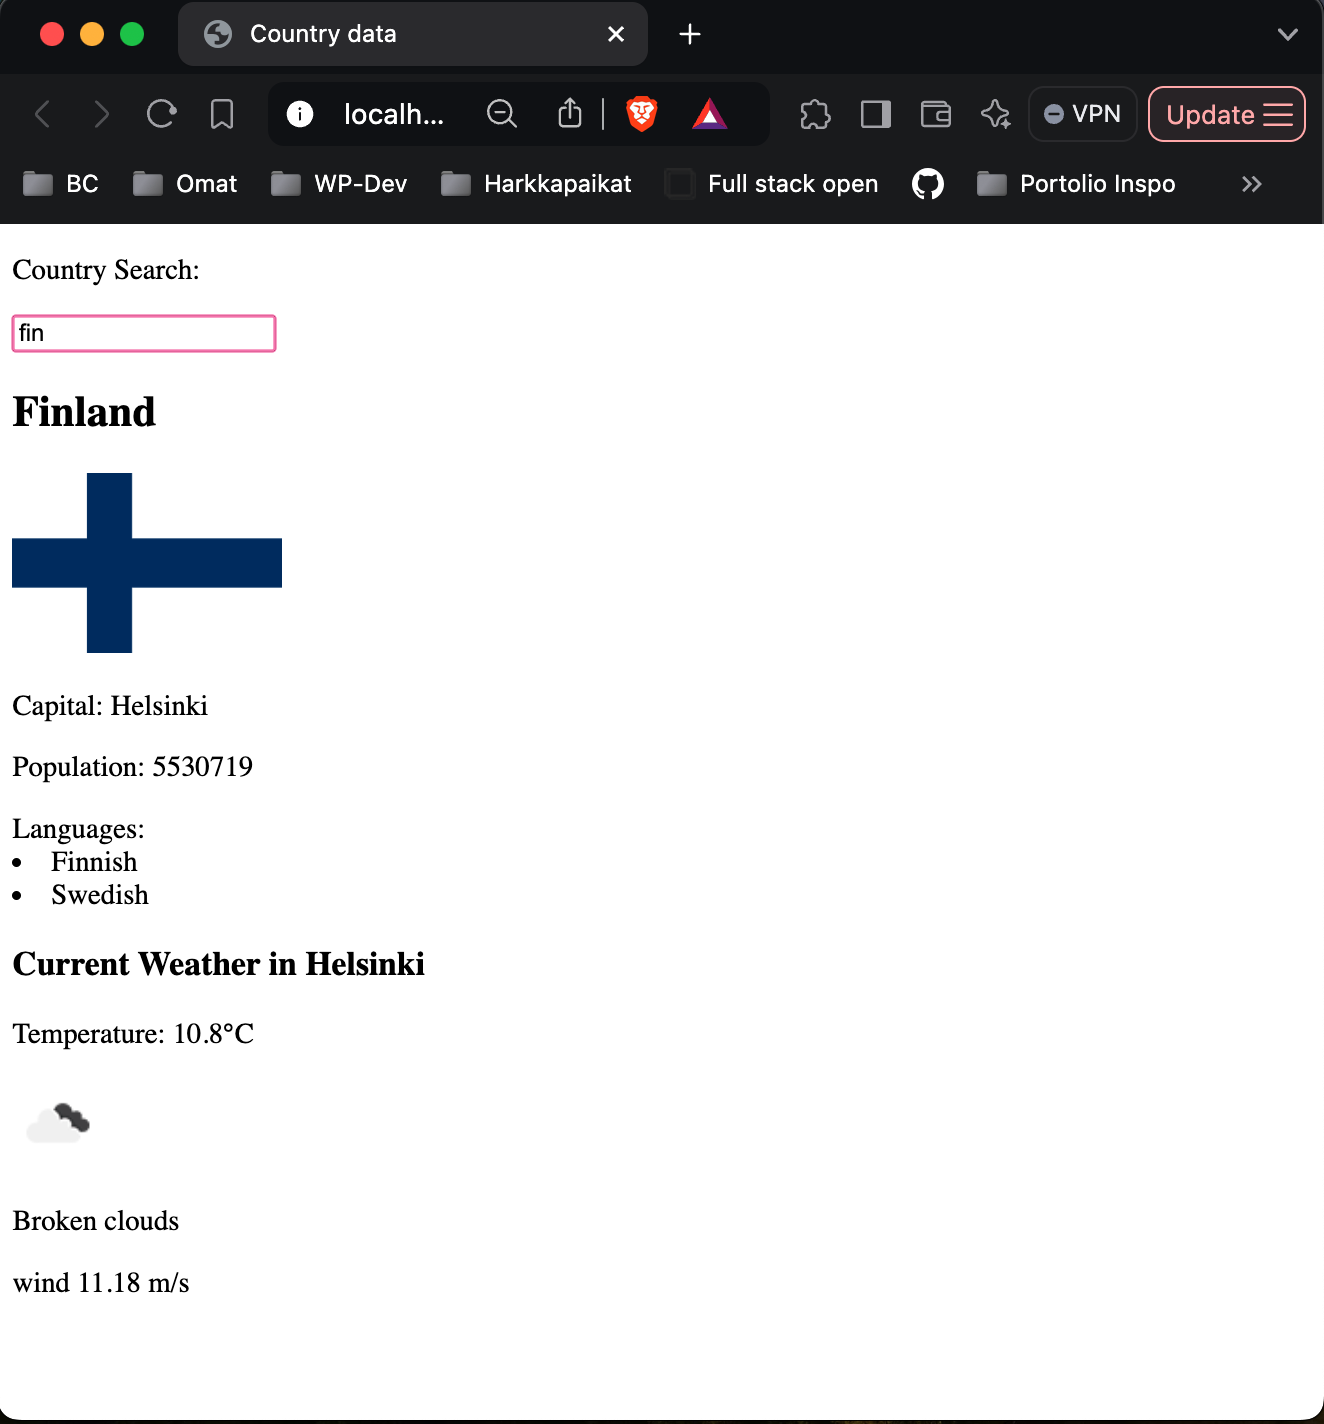 Country data
localh...
VPN
Update
BC
Omat
WP-Dev
Harkkapaikat
Full stack open
Portolio Inspo
Country Search:
fin
Finland
Capital: Helsinki
Population: 5530719
Languages:
• Finnish
• Swedish
Current Weather in Helsinki
Temperature: 10.8°C
Broken clouds
wind 11.18 m/s